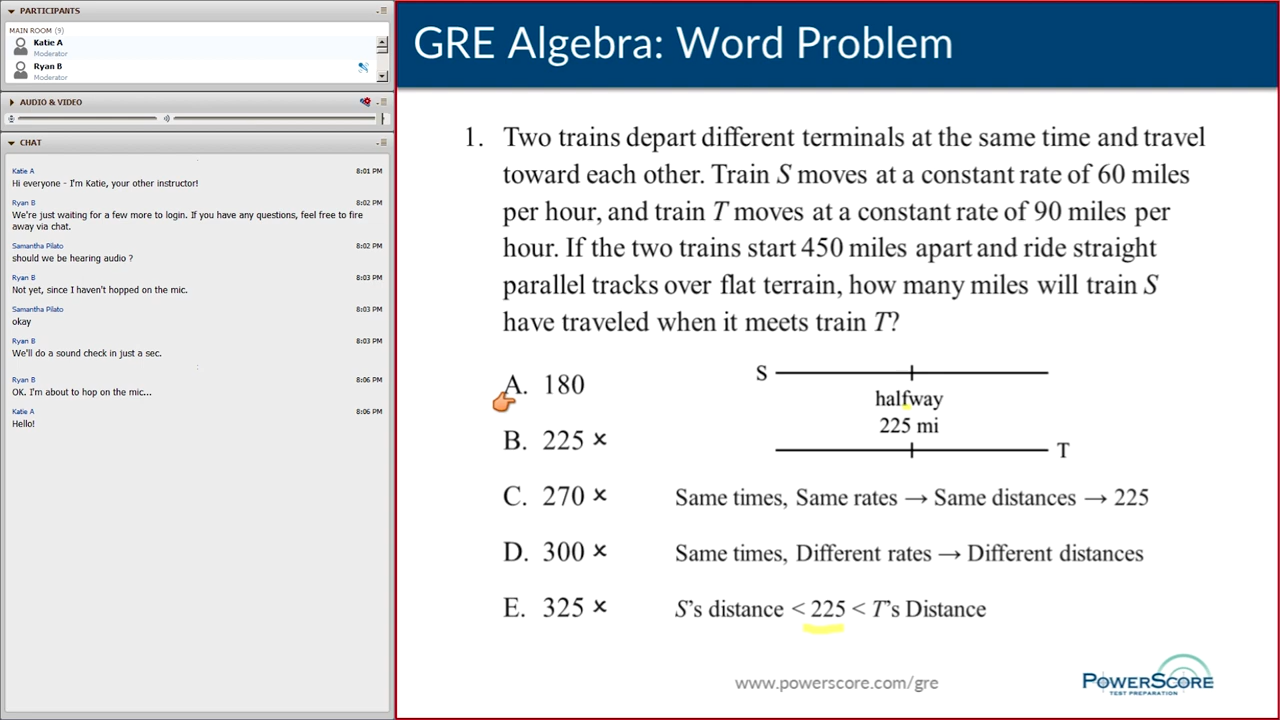 PARTICIPANTS
MAIN ROOM (9)
Katie A
Moderator
Ryan B
Moderator
AUDIO & VIDEO
CHAT
Katie A 8:01 PM
Hi everyone - I'm Katie, your other instructor!
Ryan B 8:02 PM
We're just waiting for a few more to login. If you have any questions, feel free to fire
away via chat.
Samantha Pilato 8:02 PM
should we be hearing audio ?
Ryan B 8:03 PM
Not yet, since I haven't hopped on the mic.
Samantha Pilato 8:03 PM
okay
Ryan B 8:03 PM
We'll do a sound check in just a sec.
Ryan B 8:06 PM
OK. I'm about to hop on the mic...
Katie A 8:06 PM
Hello!
GRE Algebra: Word Problem
1. Two trains depart different terminals at the same time and travel
toward each other. Train S moves at a constant rate of 60 miles
per hour, and train T moves at a constant rate of 90 miles per
hour. If the two trains start 450 miles apart and ride straight
parallel tracks over flat terrain, how many miles will train S
have traveled when it meets train T?
A. 180
B. 225 ×
C. 270 ×
D. 300 ×
E. 325 ×
S
halfway
225 mi
T
Same times, Same rates → Same distances → 225
Same times, Different rates → Different distances
S's distance < 225 < T's Distance
www.powerscore.com/gre
POWERSCORE
TEST PREPARATION